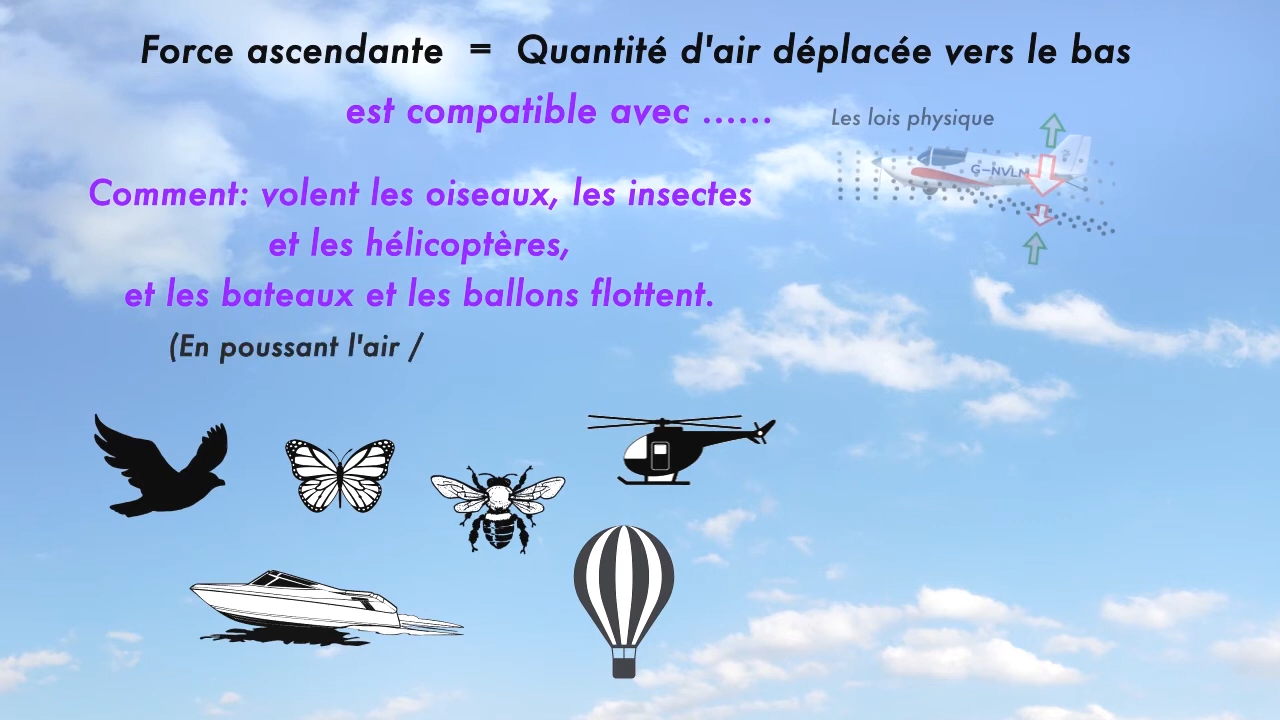 Force ascendante = Quantité d'air déplacée vers le bas
est compatible avec ......
Les lois physique
G-NVLN
Comment: volent les oiseaux, les insectes
et les hélicoptères,
et les bateaux et les ballons flottent.
(En poussant l'air /